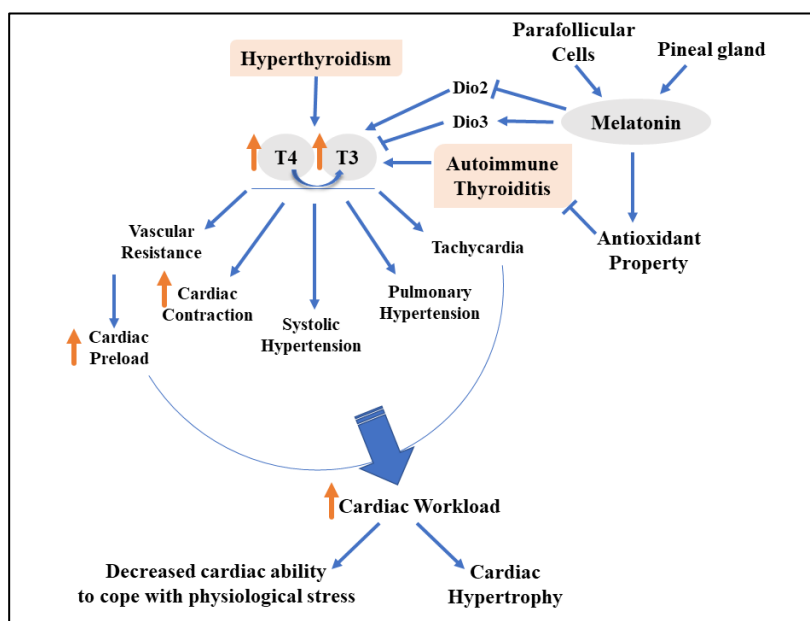 Parafollicular
Cells
Pineal gland
Hyperthyroidism
Dio2
Dio3
Melatonin
T4
T3
Autoimmune
Thyroiditis
Antioxidant
Property
Vascular
Resistance
Tachycardia
Cardiac
Contraction
Pulmonary
Hypertension
Systolic
Hypertension
Cardiac
Preload
Cardiac Workload
Decreased cardiac ability
to cope with physiological stress
Cardiac
Hypertrophy